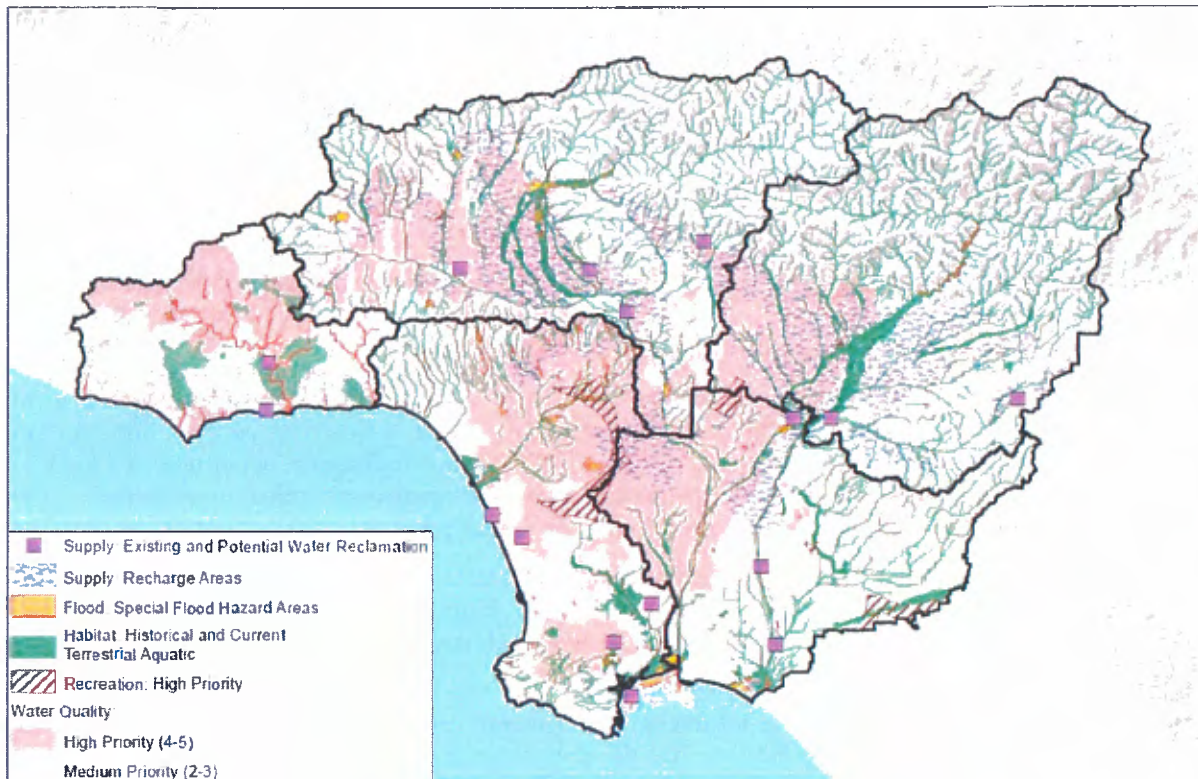 Supply Existing and Potential Water Reclamation
Supply Recharge Areas
Flood: Special Flood Hazard Areas
Habitat: Historical and Current
Terrestrial Aquatic
Recreation: High Priority
Water Quality
High Priority (4-5)
Medium Priority (2-3)